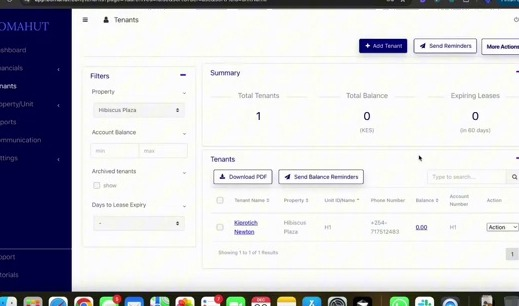 OMAHUT
Tenants
+ Add Tenant
Send Reminders
More Actions
shboard
ancials
nants
operty/Unit
ports
mmunication
ttings
pport
torials
Filters
Property
Hibiscus Plaza
Account Balance
min
max
Archived tenants
show
Days to Lease Expiry
-
Summary
Total Tenants
1
Total Balance
0
(KES)
Expiring Leases
0
(in 60 days)
Tenants
Download PDF
Send Balance Reminders
Type to search...
Tenant Name
Property
Unit ID/Name
Phone Number
Balance
Account Number
Action
Kiprotich Newton
Hibiscus Plaza
H1
+254-717512483
0.00
H1
Action
Showing 1 to 1 of 1 Results
1